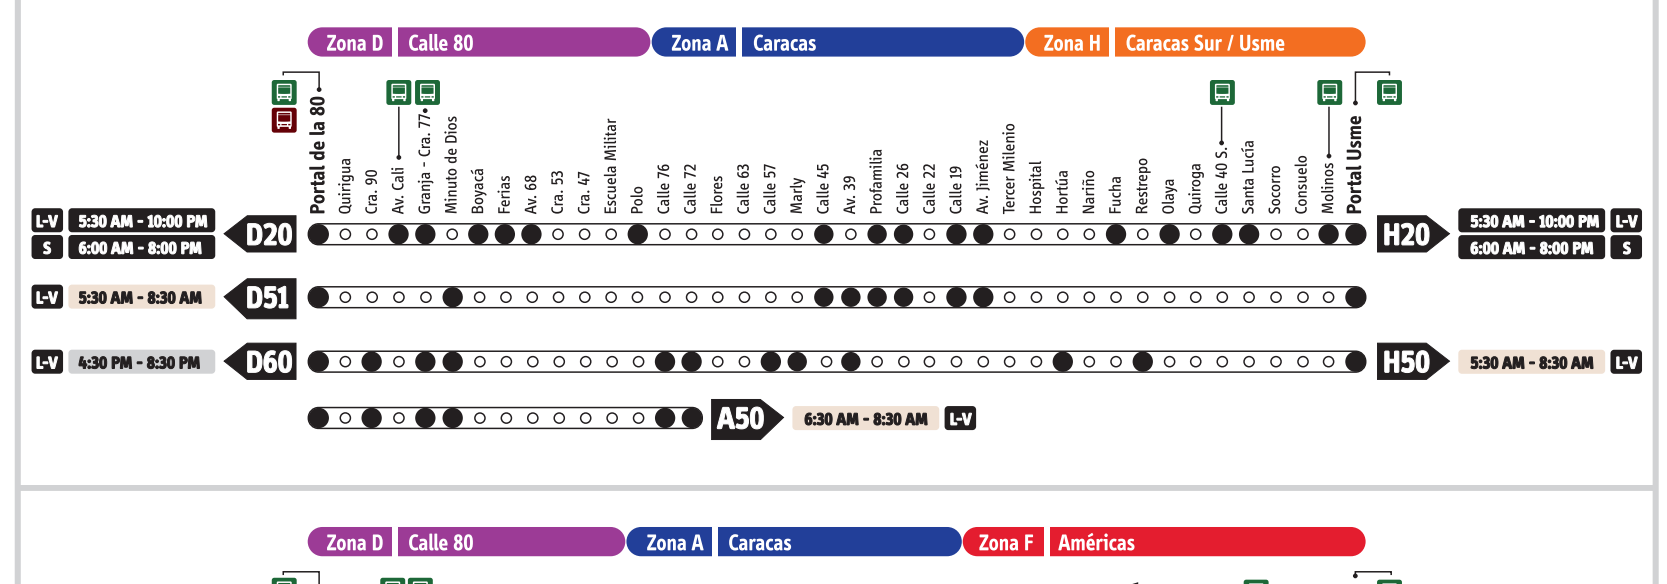 Zona D Calle 80 Zona A Caracas Zona H Caracas Sur / Usme
Portal de la 80
Quirigua
Cra. 90
Av. Cali
Granja - Cra. 77
Minuto de Dios
Boyacá
Ferias
Av. 68
Cra. 53
Cra. 47
Escuela Militar
Polo
Calle 76
Calle 72
Flores
Calle 63
Calle 57
Marly
Calle 45
Av. 39
Profamilia
Calle 26
Calle 22
Calle 19
Av. Jiménez
Tercer Milenio
Hospital
Hortúa
Nariño
Fucha
Restrepo
Olaya
Quiroga
Calle 40 S.
Santa Lucía
Socorro
Consuelo
Molinos
Portal Usme
L-V 5:30 AM - 10:00 PM
S 6:00 AM - 8:00 PM
D20
H20
5:30 AM - 10:00 PM L-V
6:00 AM - 8:00 PM S
L-V 5:30 AM - 8:30 AM D51
L-V 4:30 PM - 8:30 PM D60 H50 5:30 AM - 8:30 AM L-V
A50 6:30 AM - 8:30 AM L-V
Zona D Calle 80 Zona A Caracas Zona F Américas